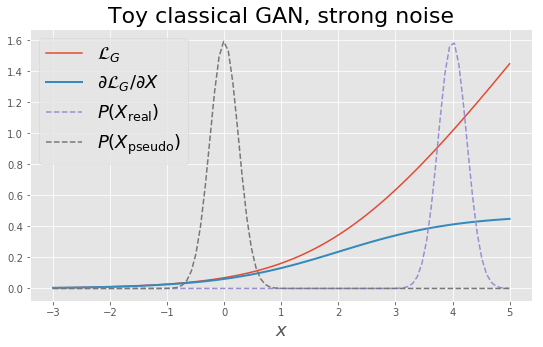 Toy classical GAN, strong noise
ℒ_G
∂ℒ_G/∂X
P(X_real)
P(X_pseudo)
1.6
1.4
1.2
1.0
0.8
0.6
0.4
0.2
0.0
−3 −2 −1 0 1 2 3 4 5
x